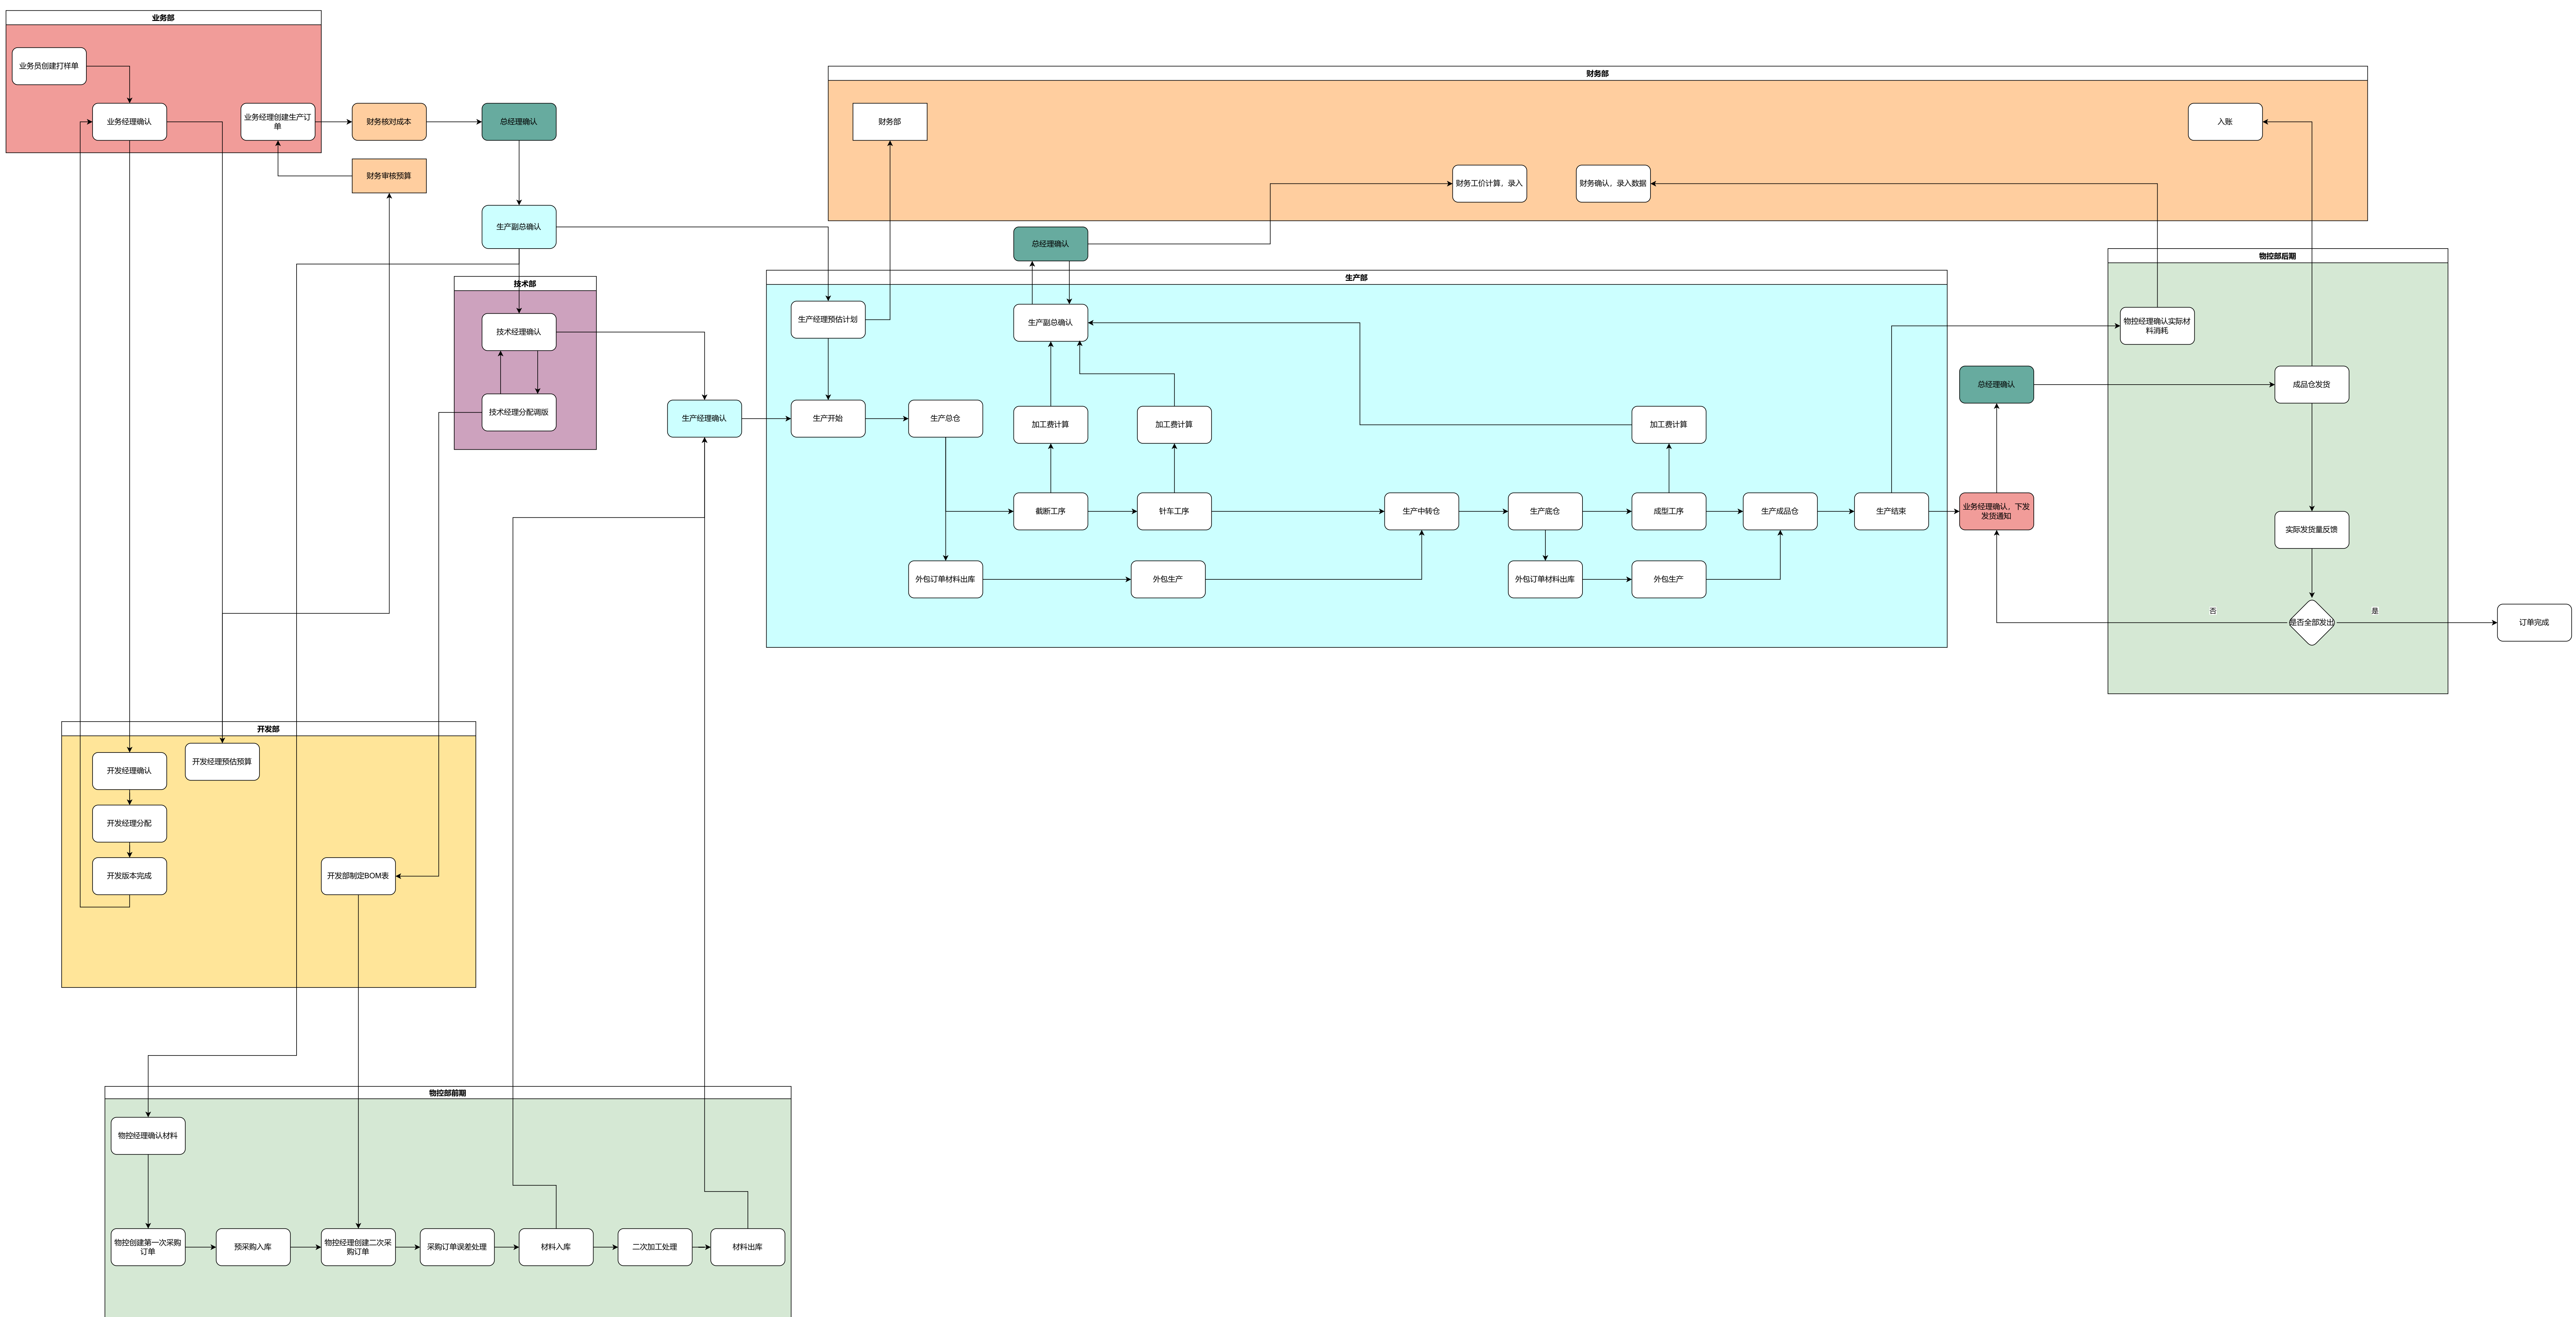 业务部
业务员创建打样单
业务经理确认
业务经理创建生产订
单
财务核对成本
总经理确认
财务审核预算
生产副总确认
财务部
财务部
入账
财务工价计算，录入
财务确认，录入数据
总经理确认
技术部
技术经理确认
技术经理分配调版
生产经理确认
生产部
生产经理预估计划
生产副总确认
生产开始
生产总仓
加工费计算
加工费计算
加工费计算
截断工序
针车工序
生产中转仓
生产底仓
成型工序
生产成品仓
生产结束
外包订单材料出库
外包生产
外包订单材料出库
外包生产
总经理确认
业务经理确认，下发
发货通知
物控部后期
物控经理确认实际材
料消耗
成品仓发货
实际发货量反馈
否
是
是否全部发出
订单完成
开发部
开发经理确认
开发经理预估预算
开发经理分配
开发版本完成
开发部制定BOM表
物控部前期
物控经理确认材料
物控创建第一次采购
订单
预采购入库
物控经理创建二次采
购订单
采购订单误差处理
材料入库
二次加工处理
材料出库